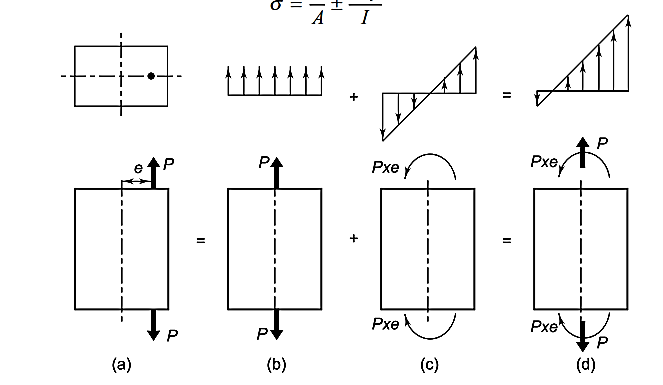 σ = / A ± / I
+ =
e P P Pxe Pxe P
= + =
P P Pxe Pxe P
(a) (b) (c) (d)